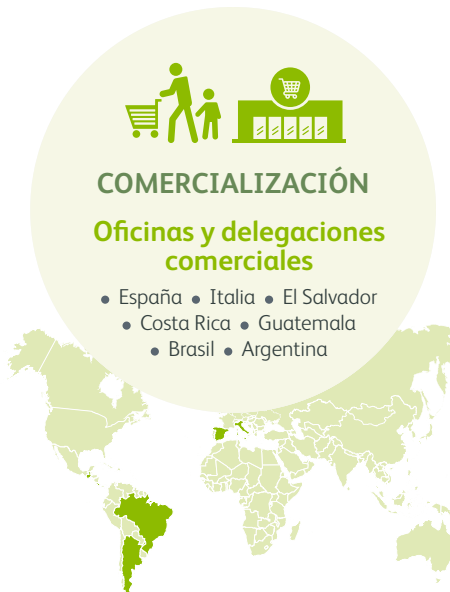 COMERCIALIZACIÓN
Oficinas y delegaciones
comerciales
• España • Italia • El Salvador
• Costa Rica • Guatemala
• Brasil • Argentina